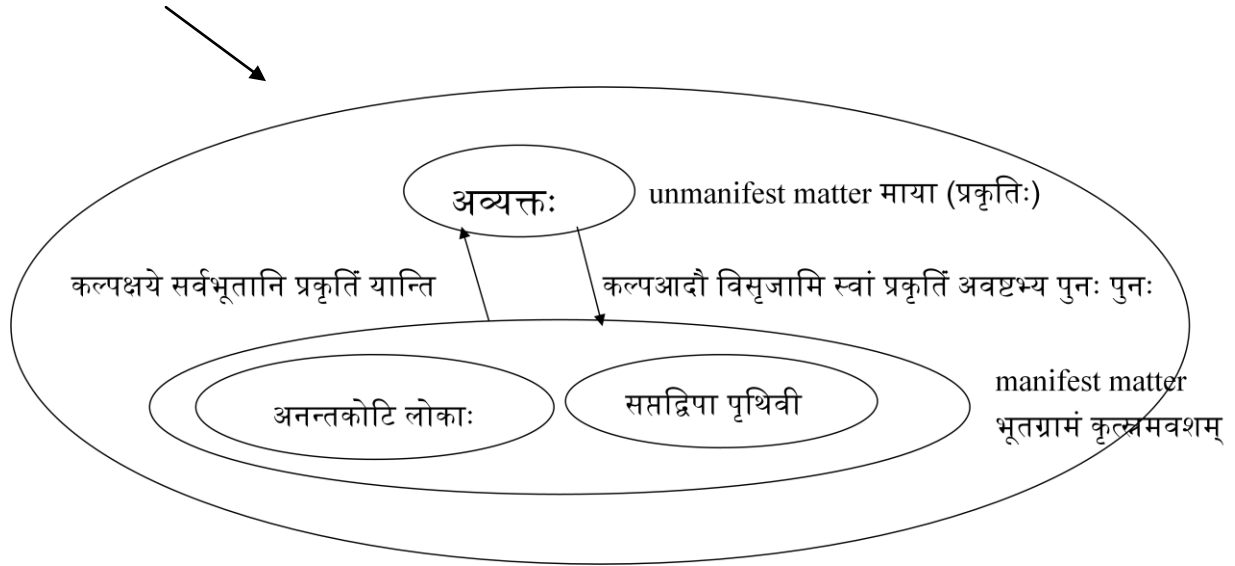 अव्यक्तः
unmanifest matter माया (प्रकृतिः)
कल्पक्षये सर्वभूतानि प्रकृतिं यान्ति
कल्पआदौ विसृजामि स्वां प्रकृतिं अवष्टभ्य पुनः पुनः
अनन्तकोटि लोकाः
सप्तद्विपा पृथिवी
manifest matter
भूतग्रामं कृत्स्नमवशम्